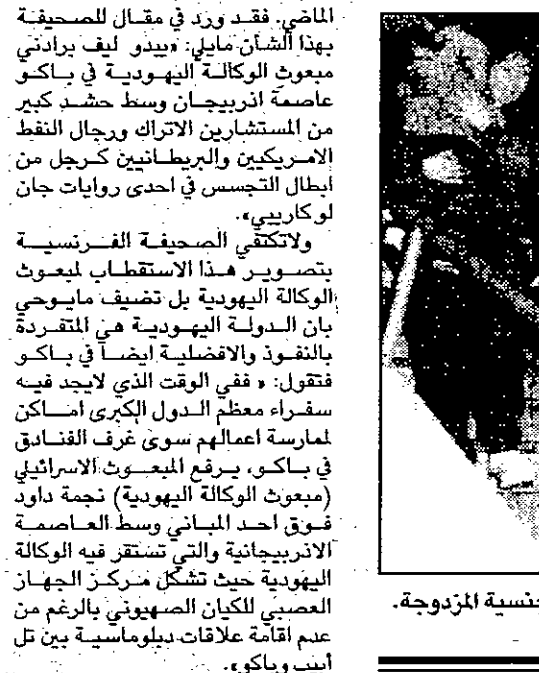 الماضي. فقد ورد في مقال للصحيفة
بهذا الشأن مايلي: «يبدو ليف برادني
مبعوث الوكالة اليهودية في باكو
عاصمة اذربيجان وسط حشد كبير
من المستشارين الاتراك ورجال النفط
الامريكيين والبريطانيين كرجل من
ابطال التجسس في احدى روايات جان
لوكارييي».
ولاتكتفي الصحيفة الفرنسية
بتصوير هذا الاستقطاب لمبعوث
الوكالة اليهودية بل تضيف مايوحي
بان الدولة اليهودية هي المتفردة
بالنفوذ والافضلية ايضا في باكو
فتقول: « ففي الوقت الذي لايجد فيه
سفراء معظم الدول الكبرى اماكن
لممارسة اعمالهم سوى غرف الفنادق
في باكو، يرفع المبعوث الاسرائيلي
(مبعوث الوكالة اليهودية) نجمة داود
فوق احد المباني وسط العاصمة
الاذربيجانية والتي تستقر فيه الوكالة
اليهودية حيث تشكل مركز الجهاز
العصبي للكيان الصهيوني بالرغم من
عدم اقامة علاقات دبلوماسية بين تل
أبيب وباكو».
جنسية المزدوجة.